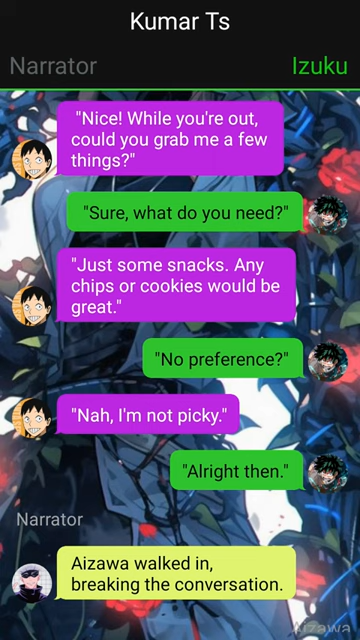 Kumar Ts
Narrator
Izuku
"Nice! While you're out,
could you grab me a few
things?"
"Sure, what do you need?"
"Just some snacks. Any
chips or cookies would be
great."
"No preference?"
"Nah, I'm not picky."
"Alright then."
Narrator
Aizawa walked in,
breaking the conversation.
Aizawa